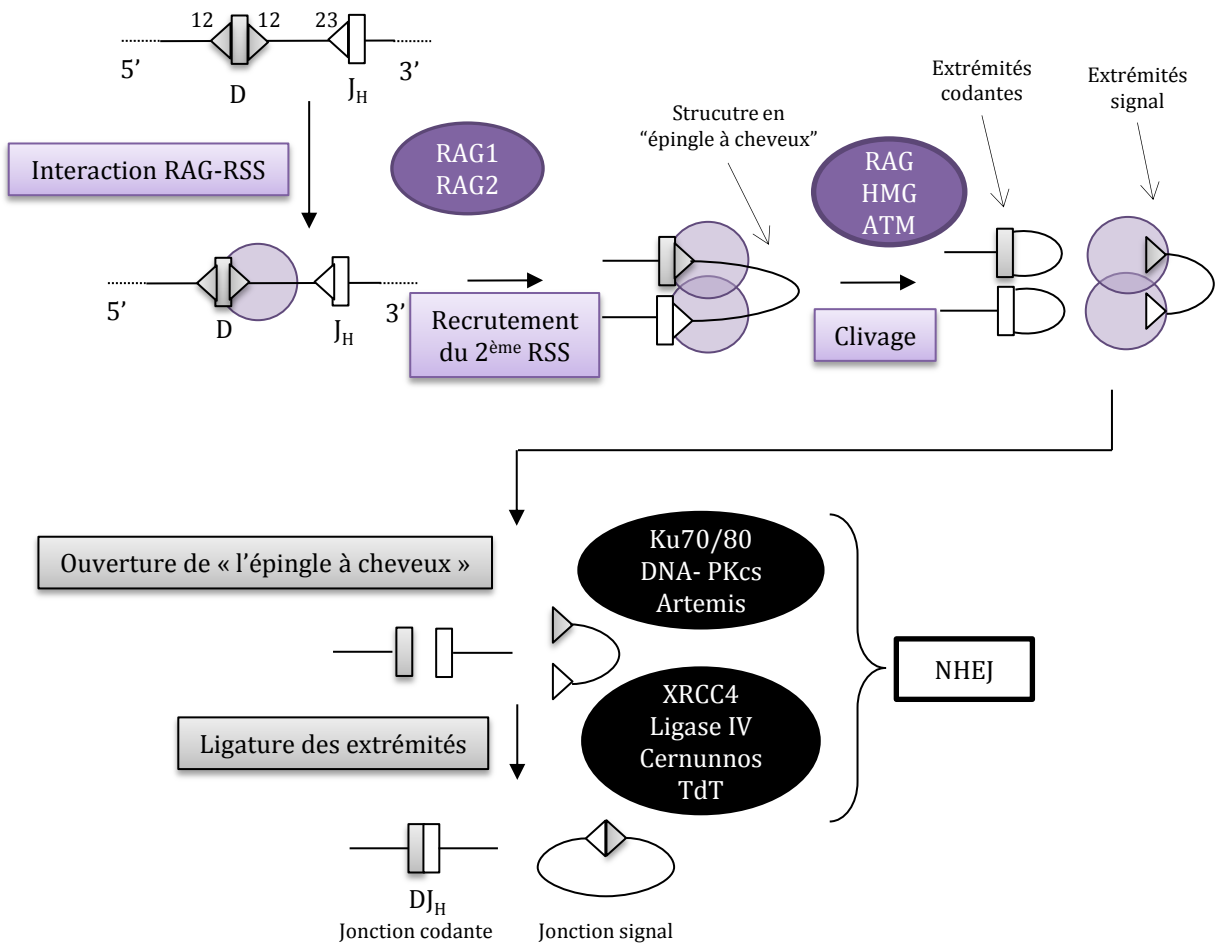 12 12 23
5’ 3’
D J_H
Interaction RAG-RSS
RAG1
RAG2
Strucutre en
“épingle à cheveux”
RAG
HMG
ATM
Extrémités
codantes
Extrémités
signal
5’ 3’
D J_H
Recrutement
du 2ème RSS
Clivage
Ouverture de « l’épingle à cheveux »
Ku70/80
DNA- PKcs
Artemis
NHEJ
Ligature des extrémités
XRCC4
Ligase IV
Cernunnos
TdT
DJ_H
Jonction codante
Jonction signal